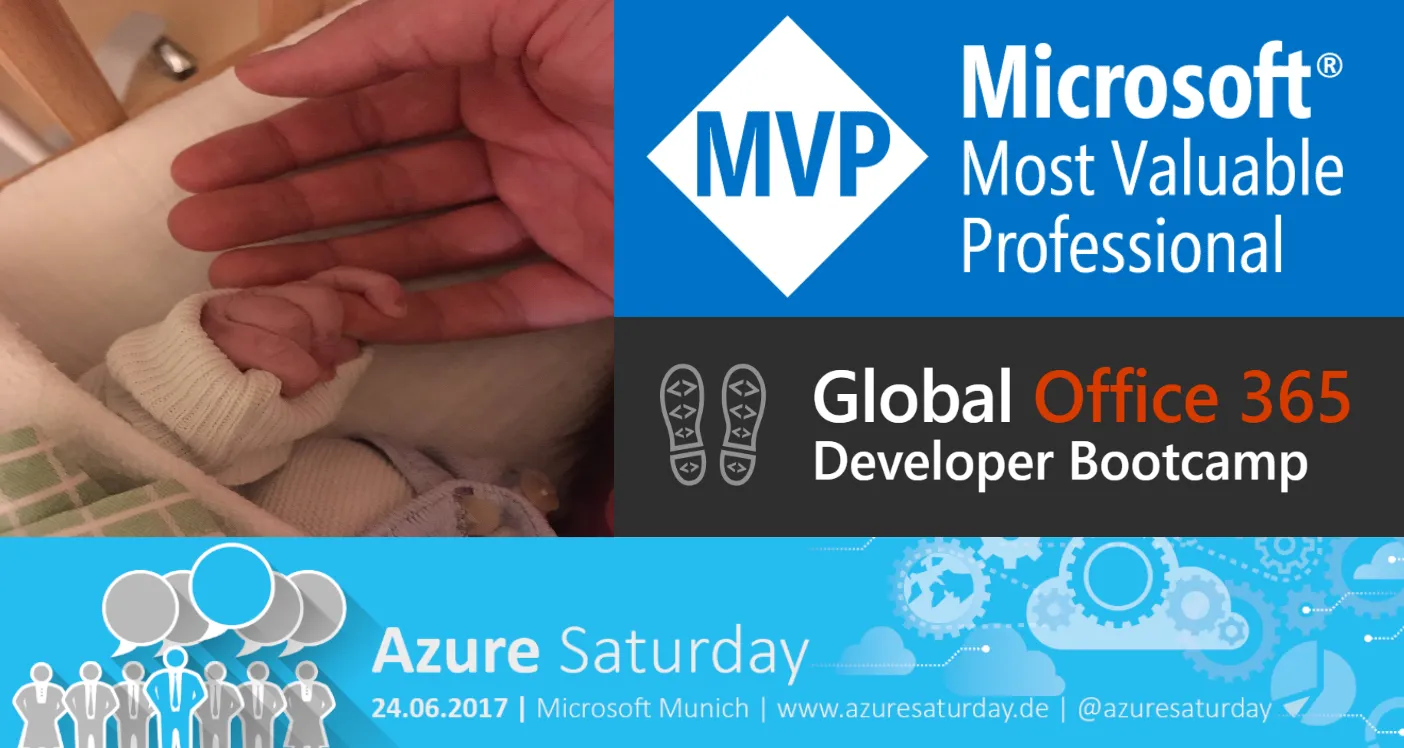 MVP
Microsoft®
Most Valuable
Professional
Global Office 365
Developer Bootcamp
Azure Saturday
24.06.2017 | Microsoft Munich | www.azuresaturday.de | @azuresaturday